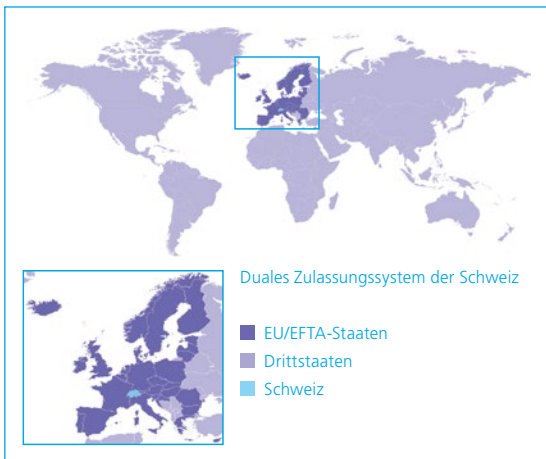 Duales Zulassungssystem der Schweiz
EU/EFTA-Staaten
Drittstaaten
Schweiz